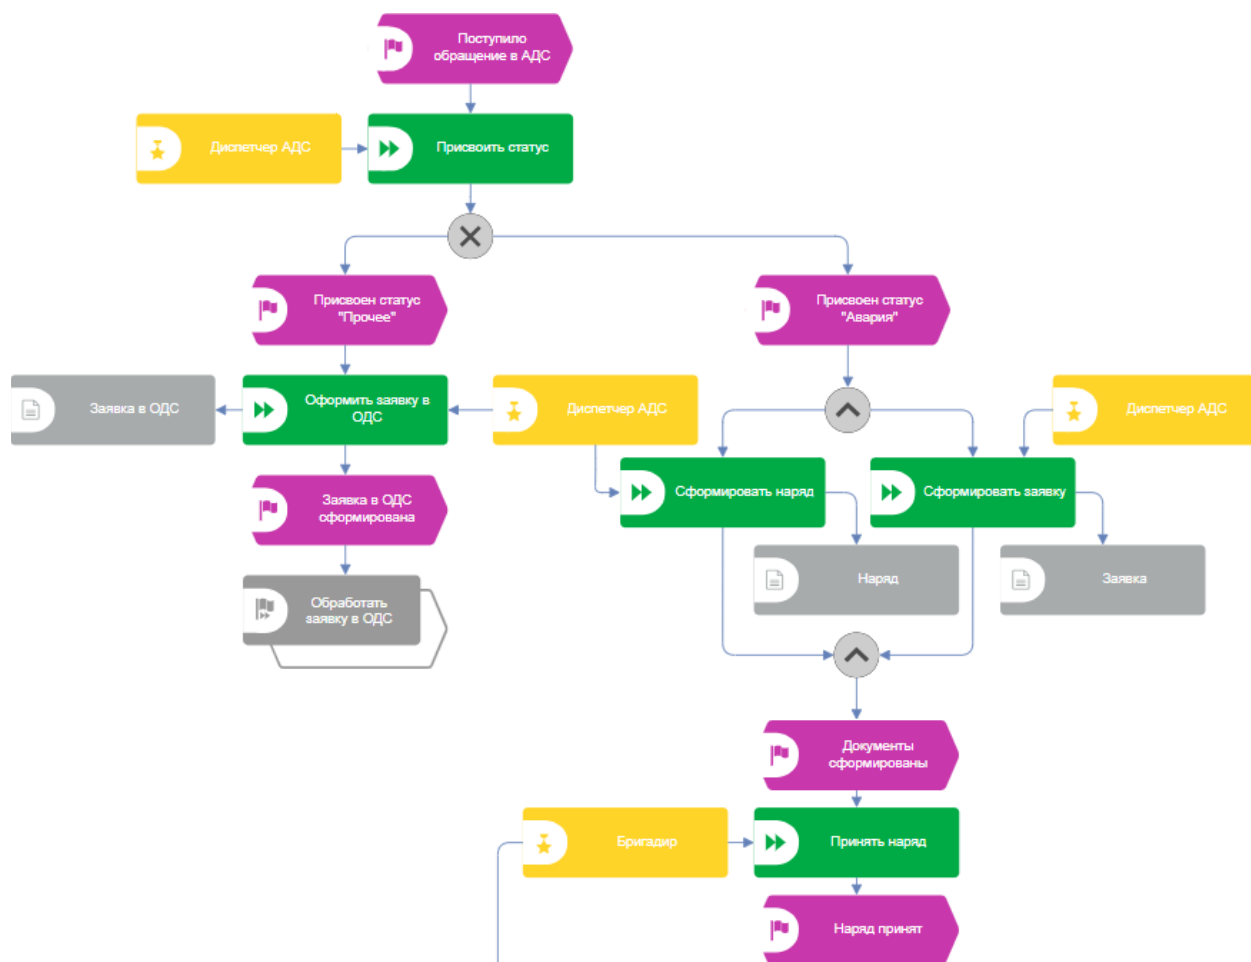 Поступило
обращение в АДС
Диспетчер АДС
Присвоить статус
Присвоен статус
"Прочее"
Присвоен статус
"Авария"
Заявка в ОДС
Оформить заявку в
ОДС
Диспетчер АДС
Диспетчер АДС
Сформировать наряд
Сформировать заявку
Заявка в ОДС
сформирована
Наряд
Заявка
Обработать
заявку в ОДС
Документы
сформированы
Бригадир
Принять наряд
Наряд принят